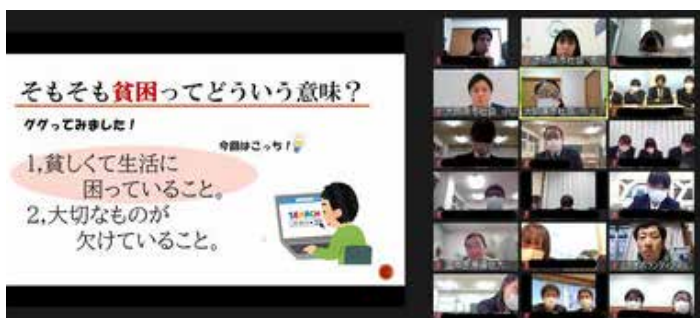 そもそも貧困ってどういう意味？
ググってみました！
今回はこっち！
1,貧しくて生活に
困っていること。
2,大切なものが
欠けていること。
SEARCH